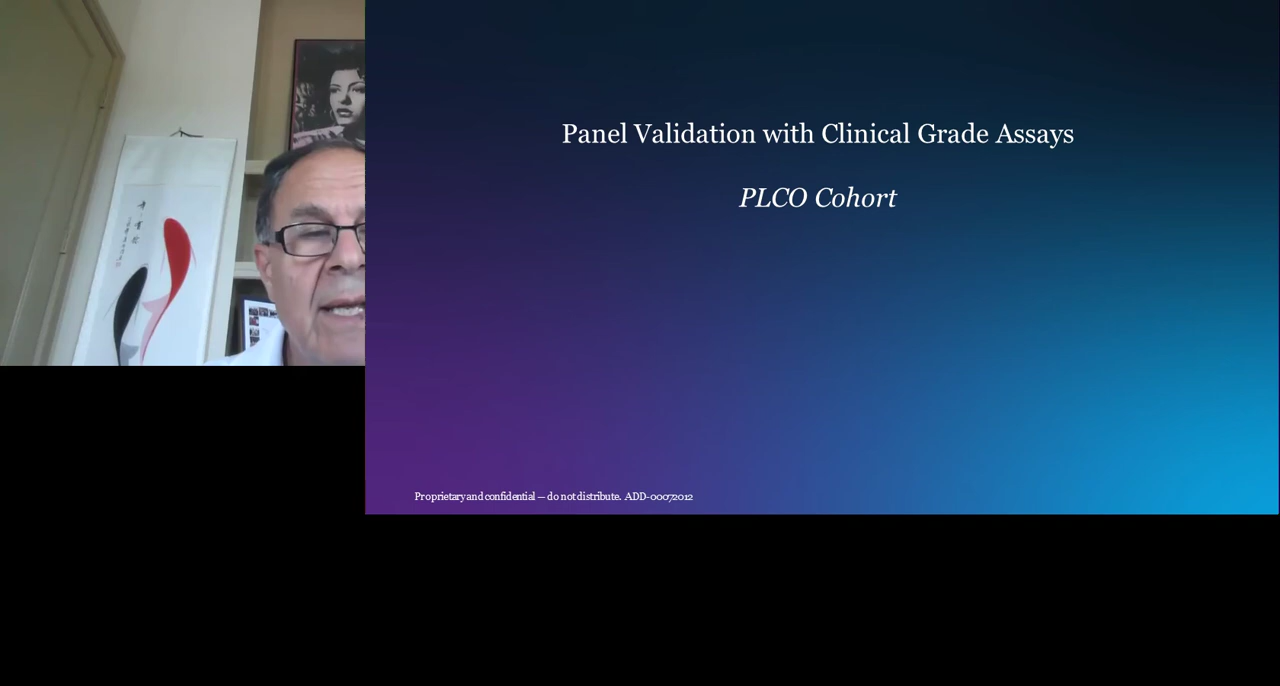 Panel Validation with Clinical Grade Assays
PLCO Cohort
Proprietary and confidential — do not distribute. ADD-00072012